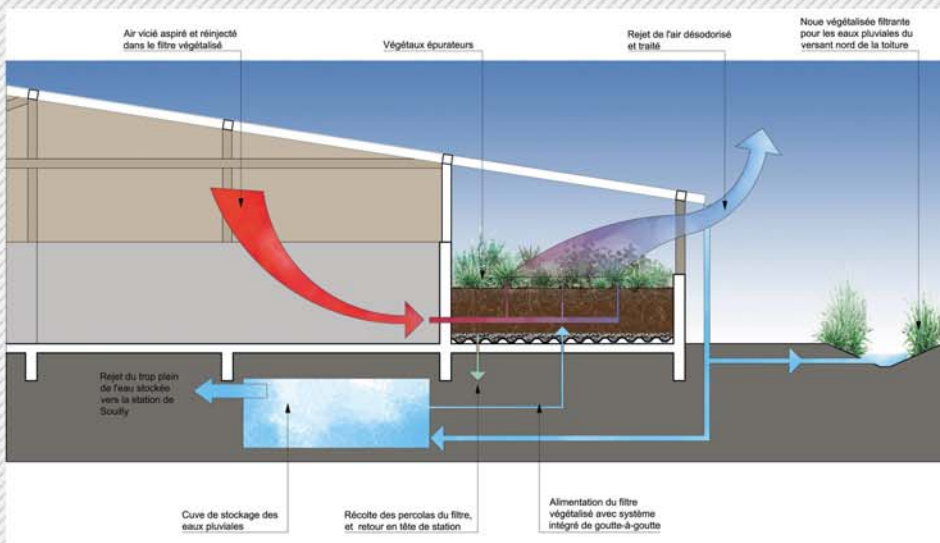 Air vicié aspiré et réinjecté
dans le filtre végétalisé
Végétaux épurateurs
Rejet de l'air désodorisé
et traité
Noue végétalisée filtrante
pour les eaux pluviales du
versant nord de la toiture
Rejet du trop plein
de l'eau stockée
vers la station de
Souilly
Cuve de stockage des
eaux pluviales
Récolte des percolas du filtre,
et retour en tête de station
Alimentation du filtre
végétalisé avec système
intégré de goutte-à-goutte